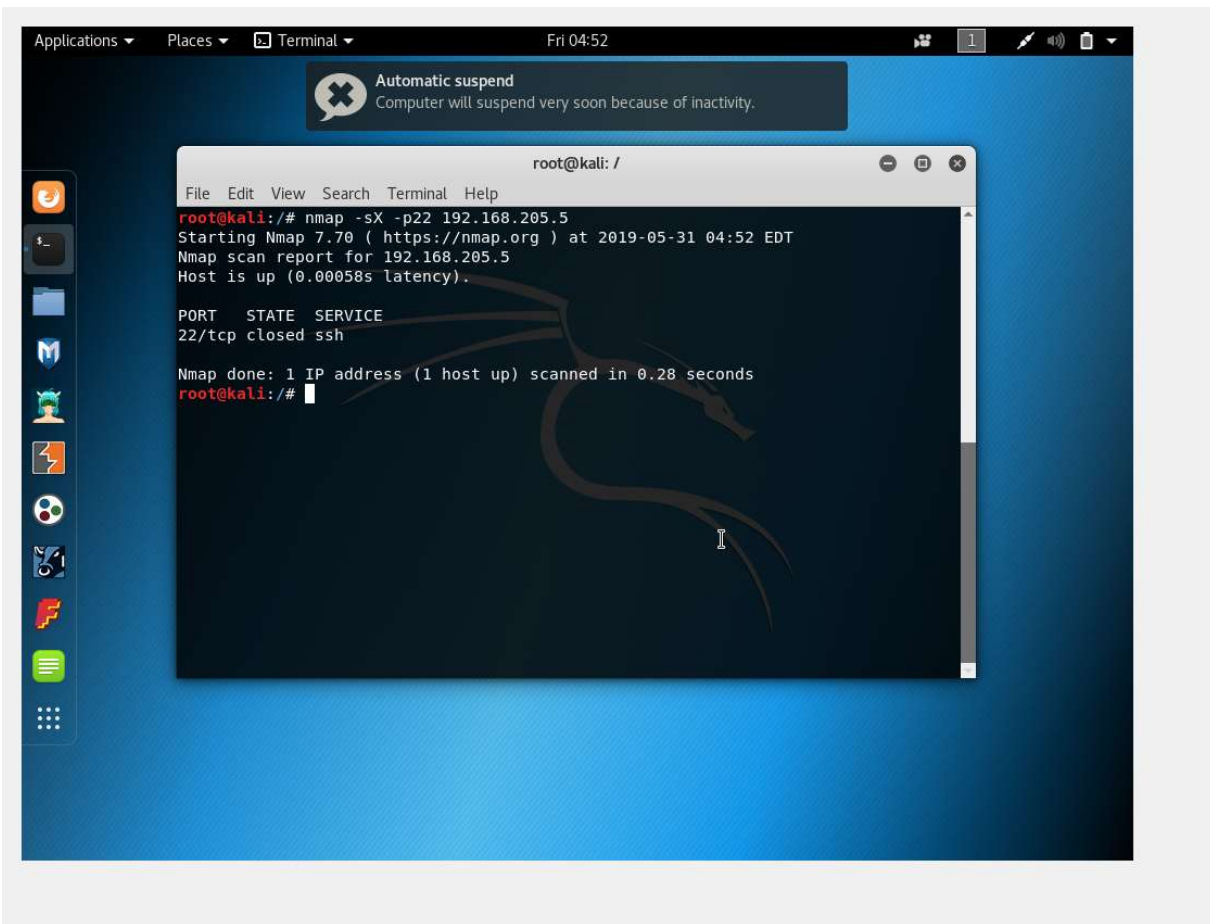 Applications Places Terminal Fri 04:52 1
Automatic suspend
Computer will suspend very soon because of inactivity.
root@kali: /
File Edit View Search Terminal Help
root@kali:/# nmap -sX -p22 192.168.205.5
Starting Nmap 7.70 ( https://nmap.org ) at 2019-05-31 04:52 EDT
Nmap scan report for 192.168.205.5
Host is up (0.00058s latency).
PORT   STATE  SERVICE
22/tcp closed ssh
Nmap done: 1 IP address (1 host up) scanned in 0.28 seconds
root@kali:/#